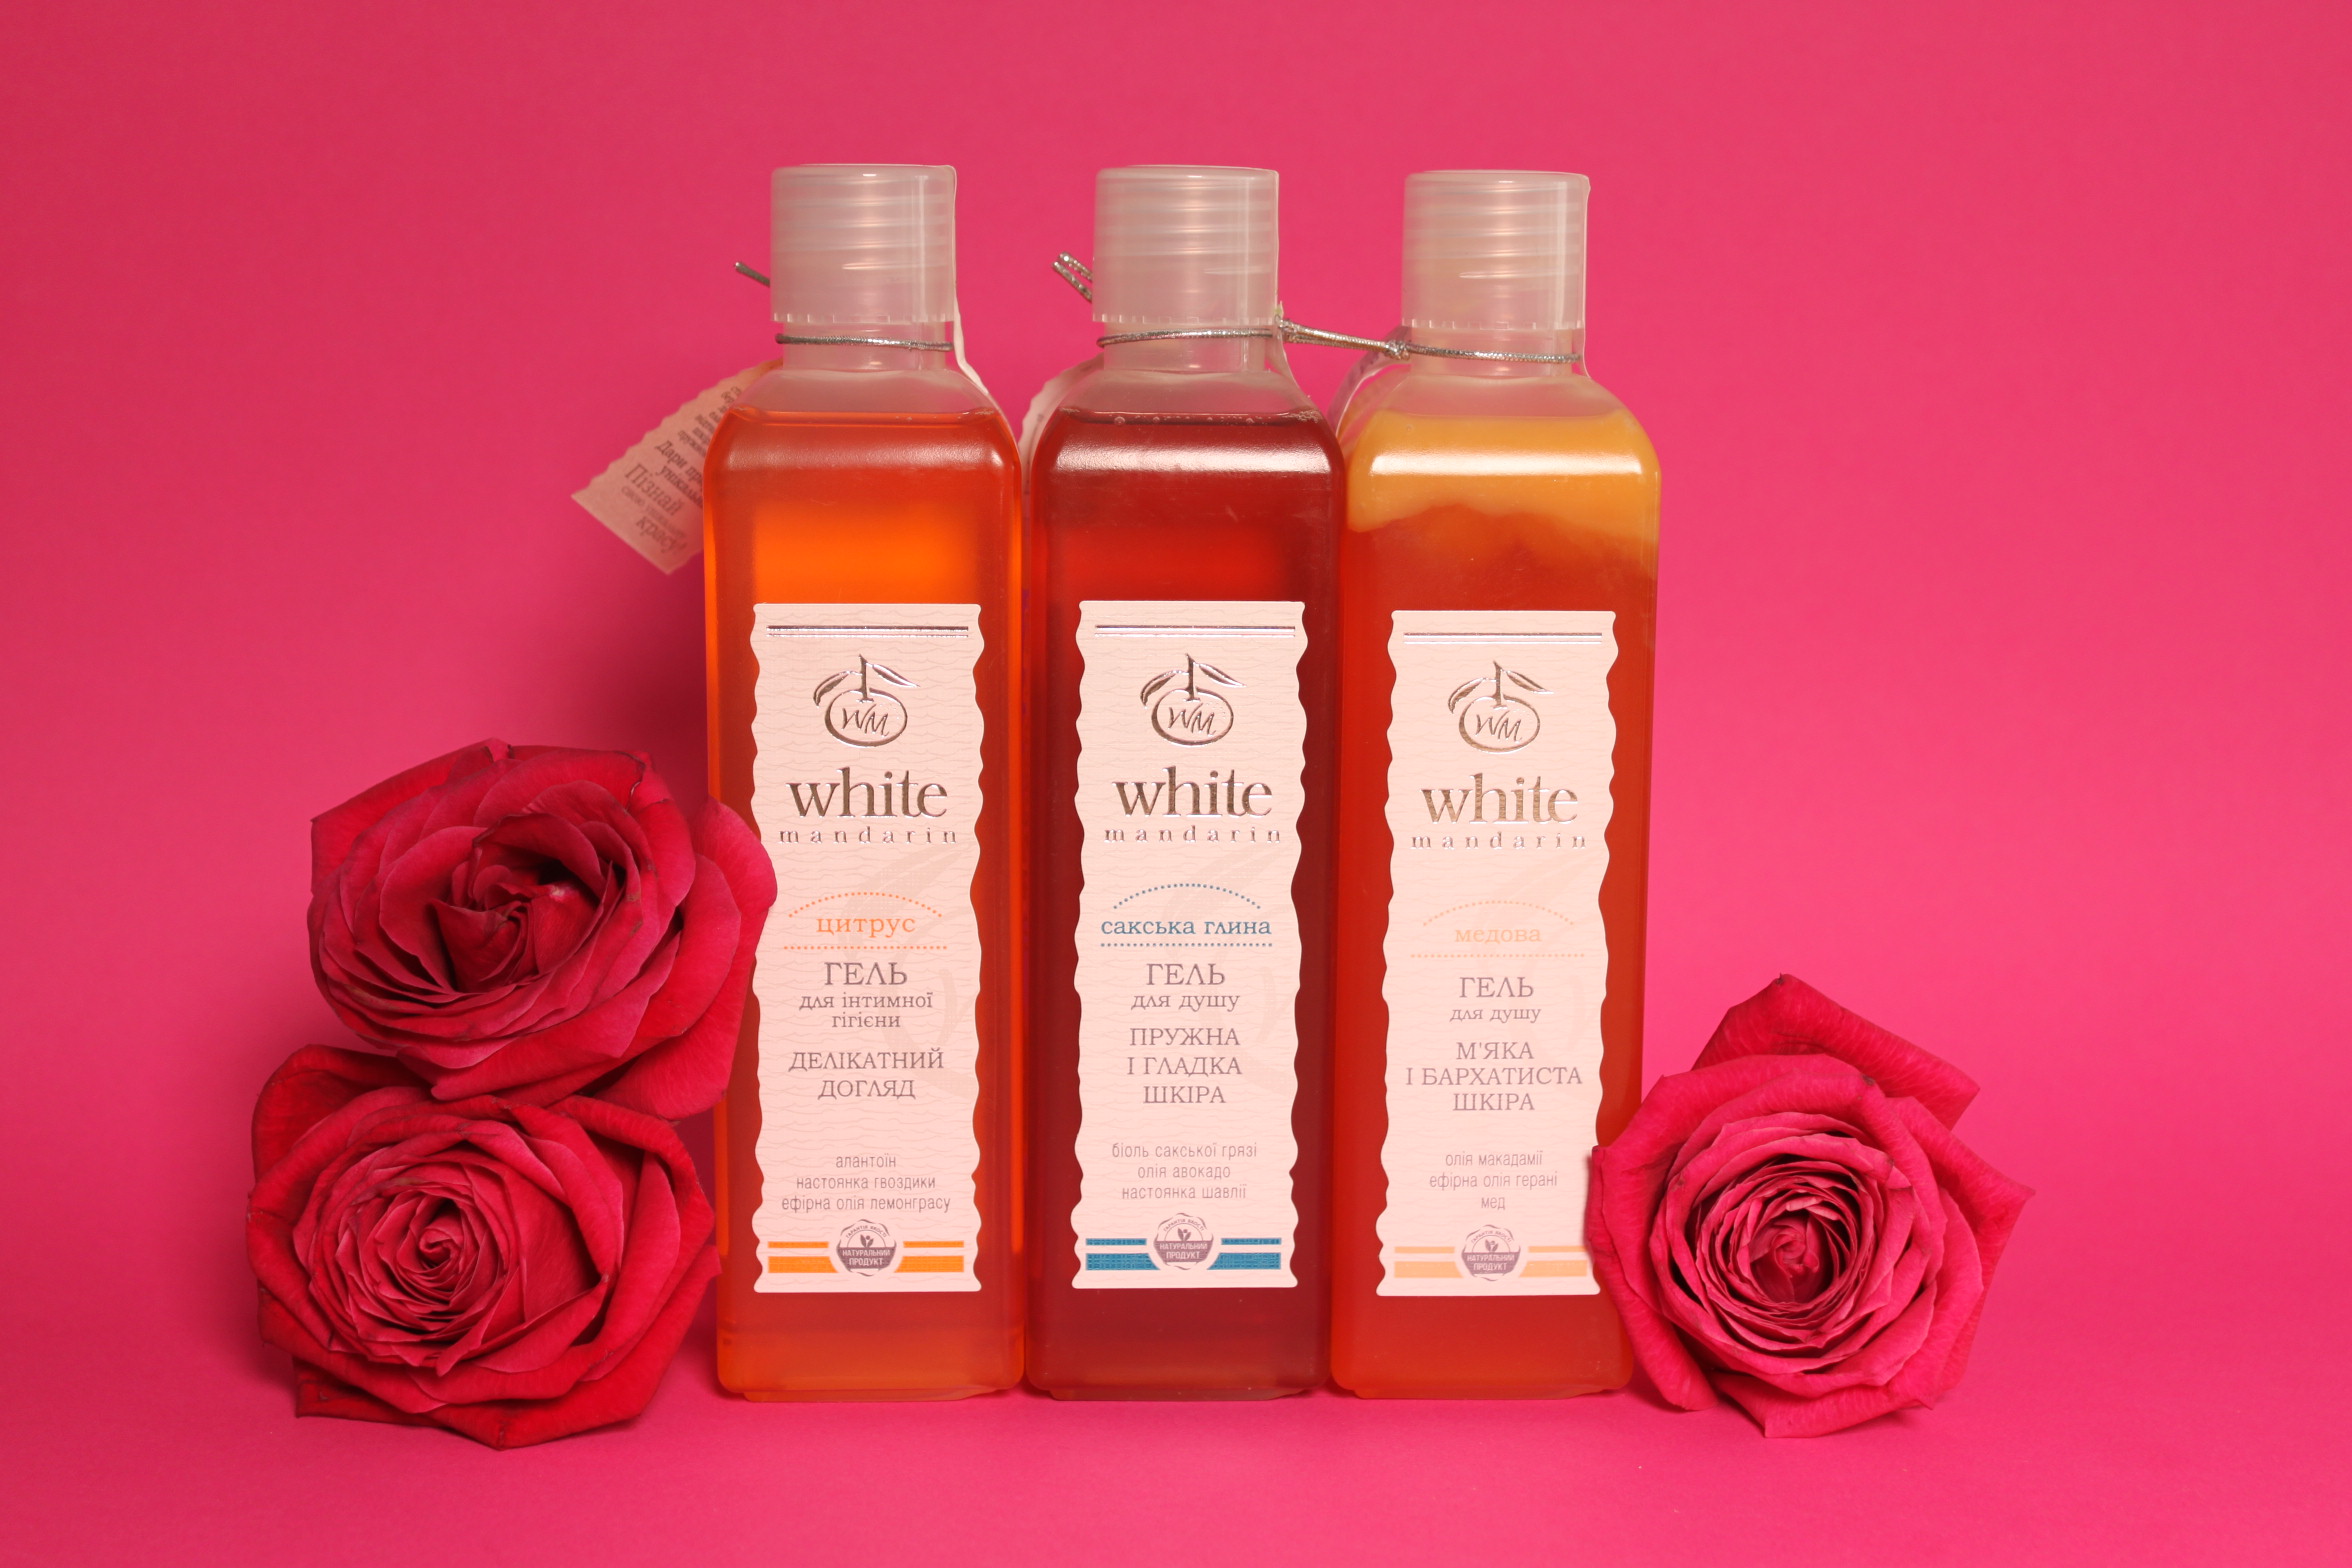 WM
white
mandarin
цитрус
ГЕЛЬ
для інтимної
гігієни
ДЕЛІКАТНИЙ
ДОГЛЯД
алантоїн
настоянка гвоздики
ефірна олія лемонграсу
НАТУРАЛЬНИЙ
ПРОДУКТ
WM
white
mandarin
сакська глина
ГЕЛЬ
для душу
ПРУЖНА
І ГЛАДКА
ШКІРА
біоль сакської грязі
олія авокадо
настоянка шавлії
НАТУРАЛЬНИЙ
ПРОДУКТ
WM
white
mandarin
медова
ГЕЛЬ
для душу
М'ЯКА
І БАРХАТИСТА
ШКІРА
олія макадамії
ефірна олія герані
мед
НАТУРАЛЬНИЙ
ПРОДУКТ
Дари
Пізнай
красу!